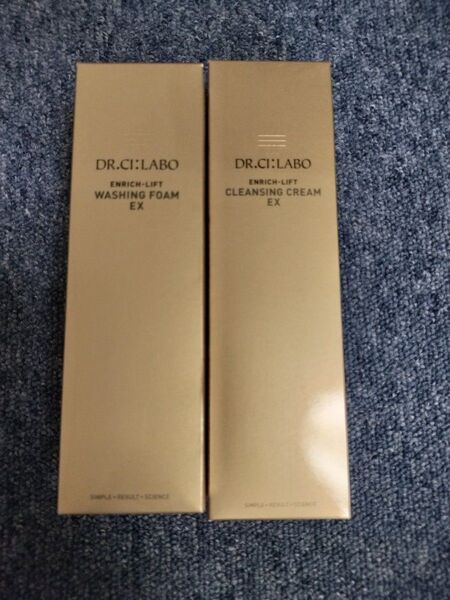 DR.CI:LABO
ENRICH-LIFT
WASHING FOAM
EX
SIMPLE • RESULT • SCIENCE
DR.CI:LABO
ENRICH-LIFT
CLEANSING CREAM
EX
SIMPLE • RESULT • SCIENCE